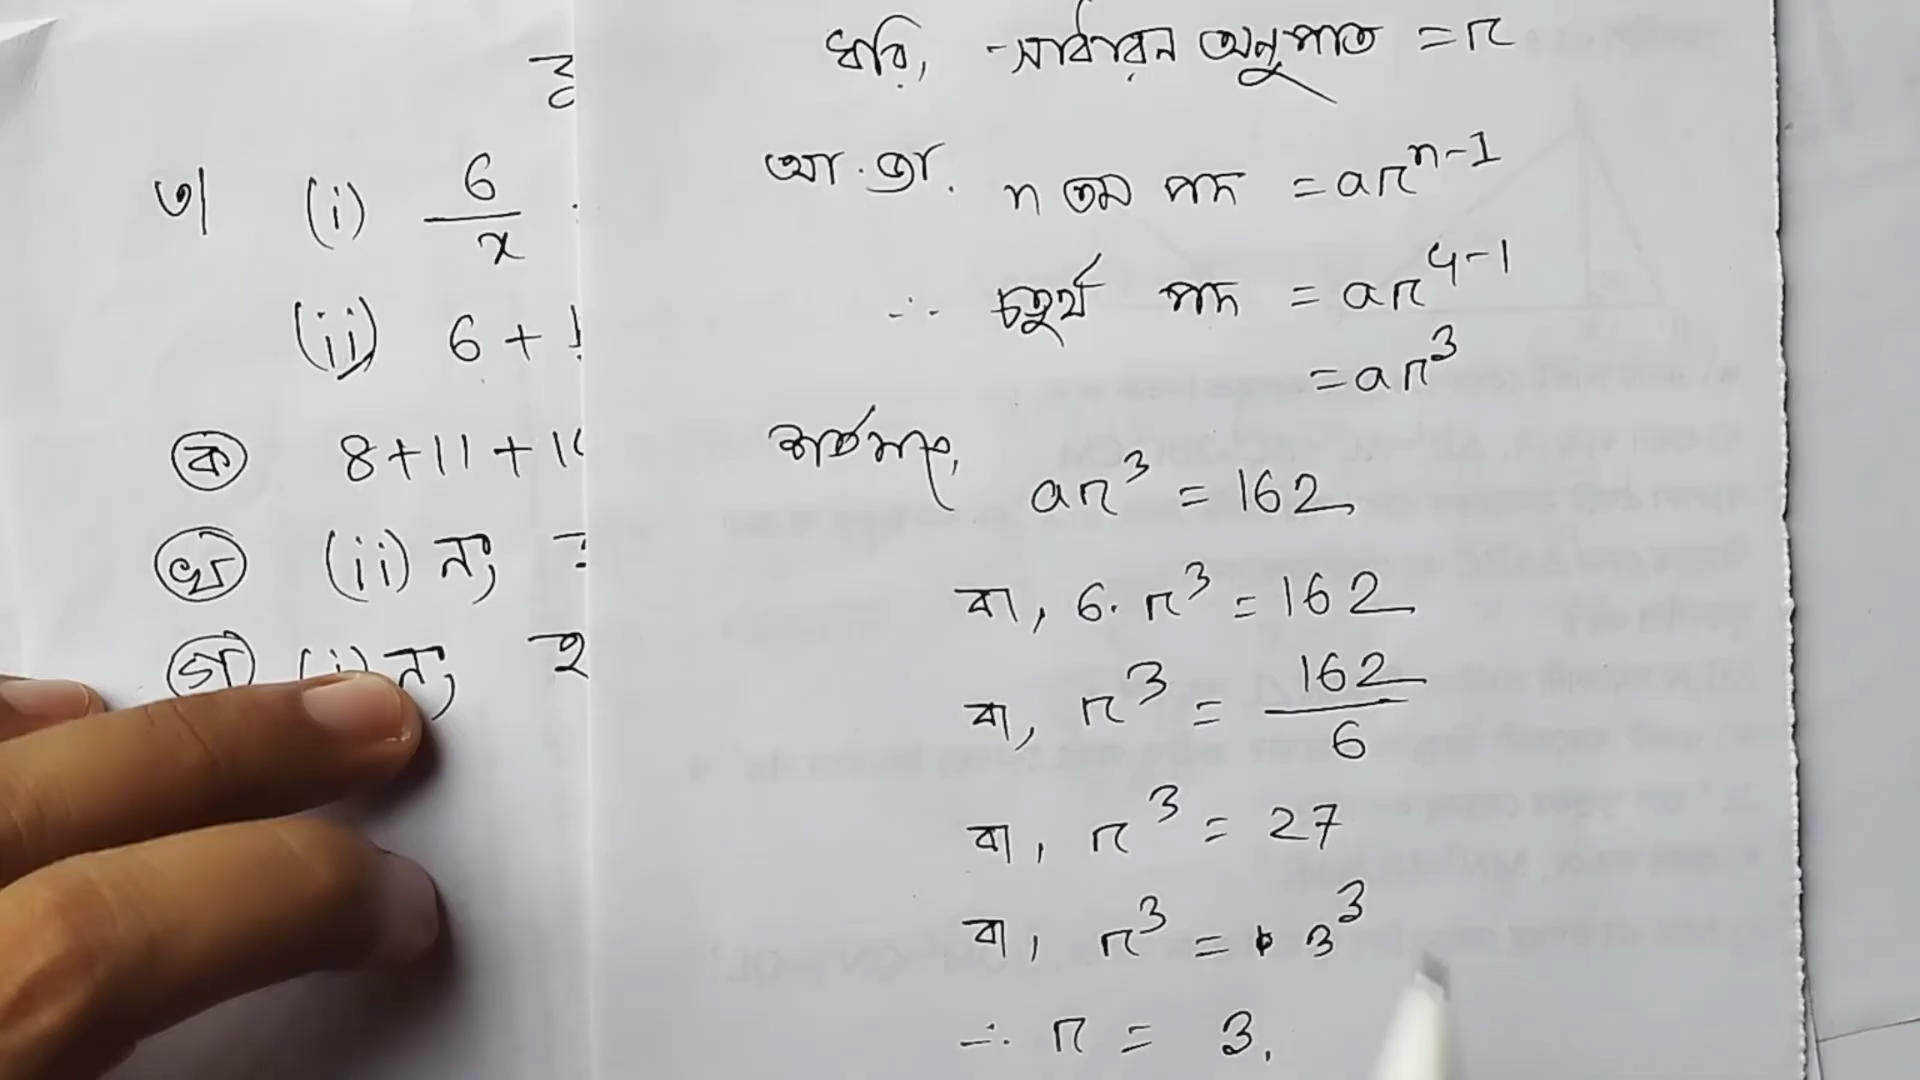 ৩। (i) 6/x
(ii) 6 +
ক 8+11+1
খ (ii) নং
গ (i) নং
ধরি, সাধারন অনুপাত = r
আ.জা. n তম পদ = ar^{n-1}
∴ চতুর্থ পদ = ar^{4-1}
= ar^3
শর্তমতে,
ar^3 = 162
বা, 6. r^3 = 162
বা, r^3 = 162/6
বা, r^3 = 27
বা, r^3 = 3^3
∴ r = 3.